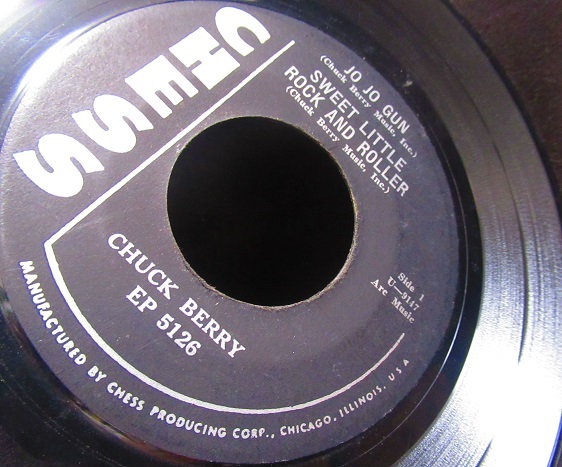 CHESS
JO JO GUN
(Chuck Berry Music, Inc.)
SWEET LITTLE
ROCK AND ROLLER
(Chuck Berry Music, Inc.)
Side 1
U—9147
Arc Music
CHUCK BERRY
EP 5126
MANUFACTURED BY CHESS PRODUCING CORP., CHICAGO, ILLINOIS. U S A